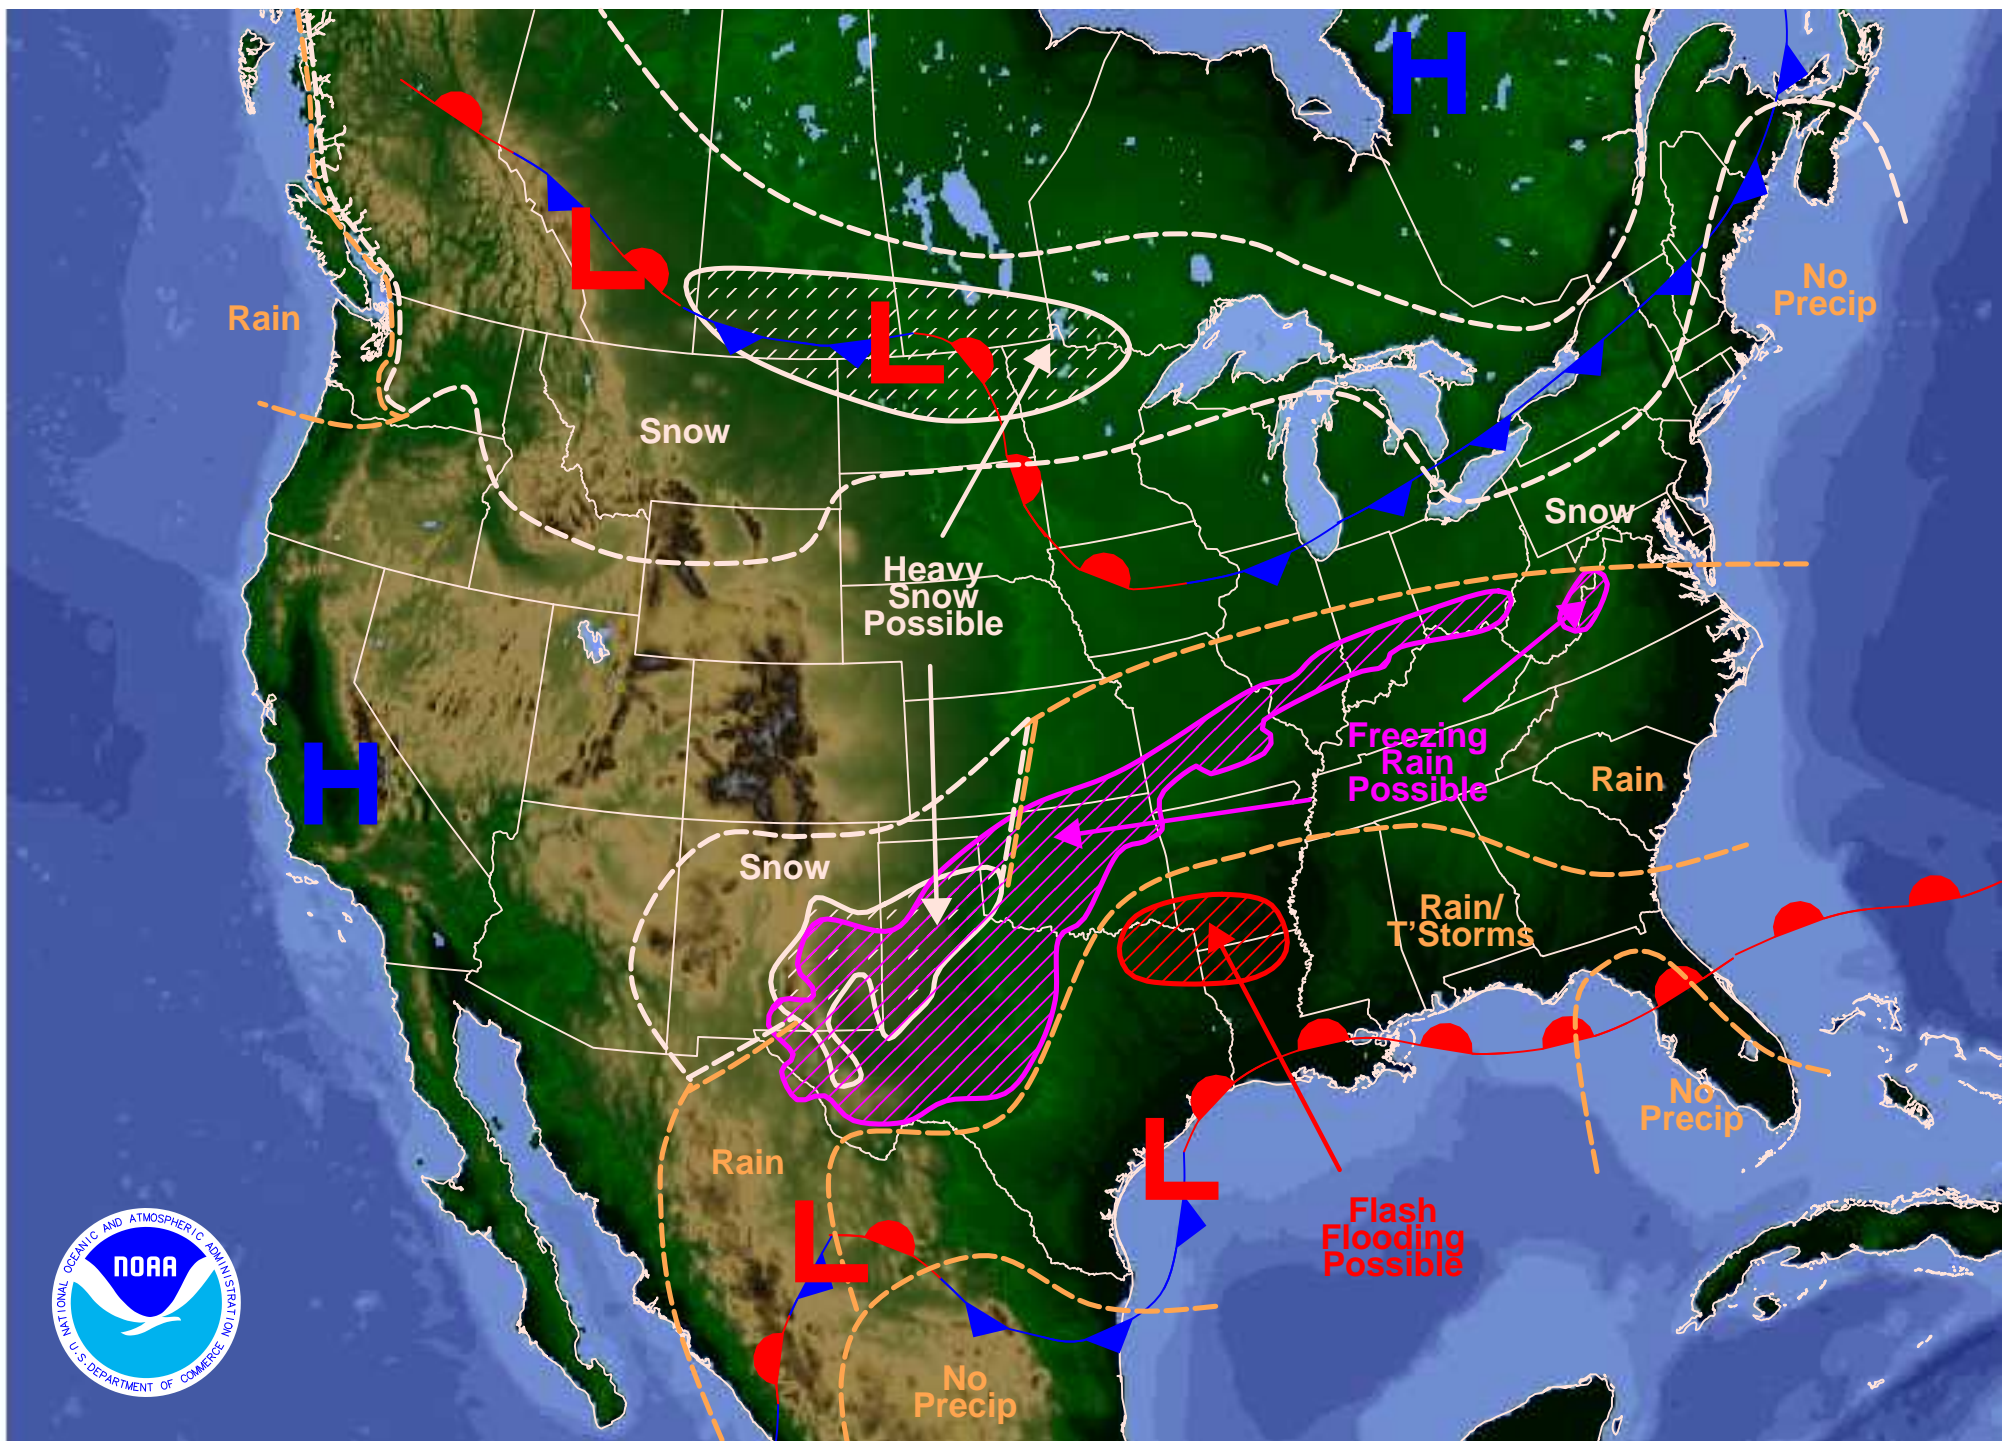 H
L
No
Precip
Rain
L
Snow
Snow
Heavy
Snow
Possible
Freezing
Rain
Possible
H
Rain
Snow
Rain/
T'Storms
No
Precip
Rain
L
L
Flash
Flooding
Possible
No
Precip
NATIONAL OCEANIC AND ATMOSPHERIC ADMINISTRATION
NOAA
U.S. DEPARTMENT OF COMMERCE